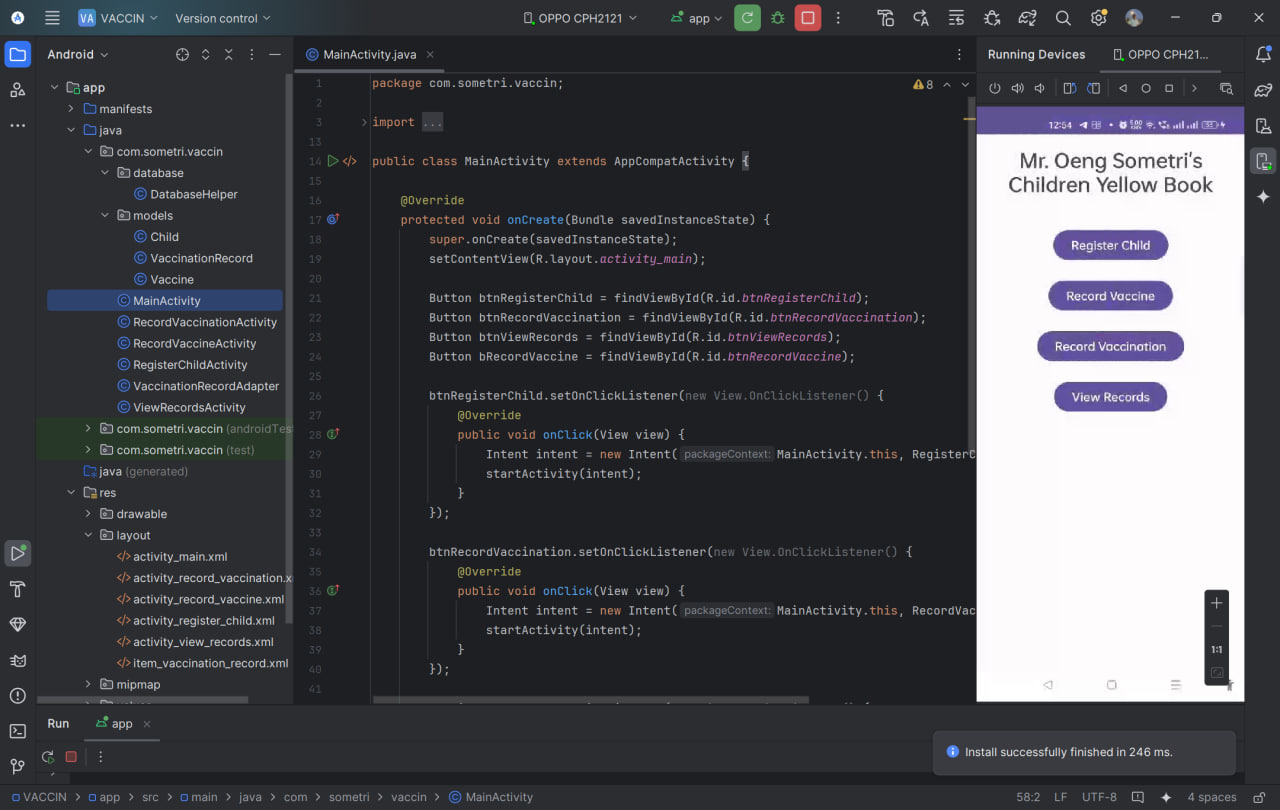 VA VACCIN
Version control
OPPO CPH2121
app
Android
MainActivity.java
Running Devices
OPPO CPH21...
app
manifests
java
com.sometri.vaccin
database
DatabaseHelper
models
Child
VaccinationRecord
Vaccine
MainActivity
RecordVaccinationActivity
RecordVaccineActivity
RegisterChildActivity
VaccinationRecordAdapter
ViewRecordsActivity
com.sometri.vaccin (androidTes
com.sometri.vaccin (test)
java (generated)
res
drawable
layout
activity_main.xml
activity_record_vaccination.x
activity_record_vaccine.xml
activity_register_child.xml
activity_view_records.xml
item_vaccination_record.xml
mipmap
1 package com.sometri.vaccin;
8
2
3 import ...
13
14 public class MainActivity extends AppCompatActivity {
15
16 @Override
17 protected void onCreate(Bundle savedInstanceState) {
18 super.onCreate(savedInstanceState);
19 setContentView(R.layout.activity_main);
20
21 Button btnRegisterChild = findViewById(R.id.btnRegisterChild);
22 Button btnRecordVaccination = findViewById(R.id.btnRecordVaccination);
23 Button btnViewRecords = findViewById(R.id.btnViewRecords);
24 Button bRecordVaccine = findViewById(R.id.btnRecordVaccine);
25
26 btnRegisterChild.setOnClickListener(new View.OnClickListener() {
27 @Override
28 public void onClick(View view) {
29 Intent intent = new Intent( packageContext: MainActivity.this, RegisterC
30 startActivity(intent);
31 }
32 });
33
34 btnRecordVaccination.setOnClickListener(new View.OnClickListener() {
35 @Override
36 public void onClick(View view) {
37 Intent intent = new Intent( packageContext: MainActivity.this, RecordVac
38 startActivity(intent);
39 }
40 });
41
12:54
Mr. Oeng Sometri's
Children Yellow Book
Register Child
Record Vaccine
Record Vaccination
View Records
1:1
Run
app
Install successfully finished in 246 ms.
VACCIN > app > src > main > java > com > sometri > vaccin > MainActivity
58:2 LF UTF-8 4 spaces